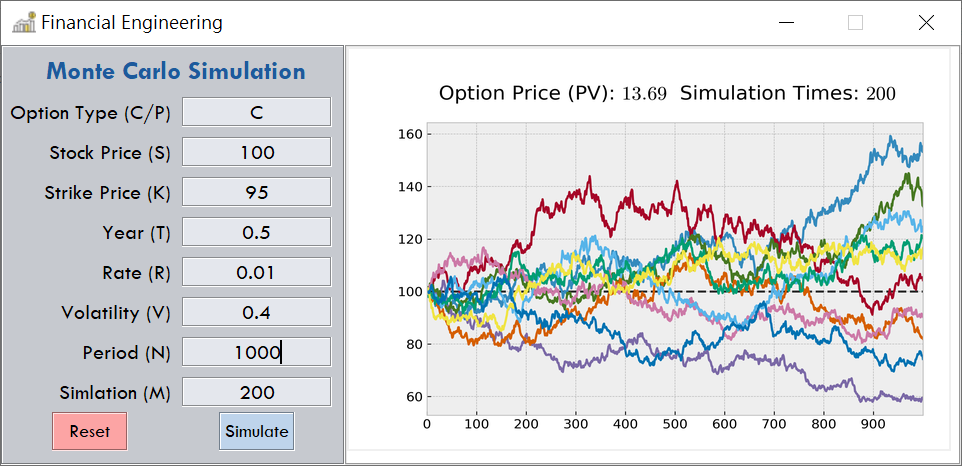 Financial Engineering
Monte Carlo Simulation
Option Type (C/P) C
Stock Price (S) 100
Strike Price (K) 95
Year (T) 0.5
Rate (R) 0.01
Volatility (V) 0.4
Period (N) 1000
Simlation (M) 200
Reset Simulate
Option Price (PV): 13.69 Simulation Times: 200
160
140
120
100
80
60
0 100 200 300 400 500 600 700 800 900